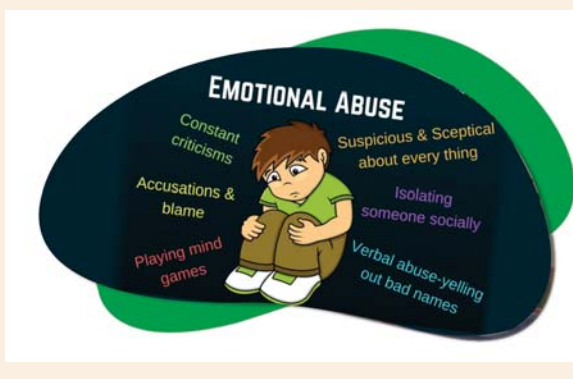 EMOTIONAL ABUSE
Constant
criticisms
Accusations &
blame
Playing mind
games
Suspicious & Sceptical
about every thing
Isolating
someone socially
Verbal abuse-yelling
out bad names